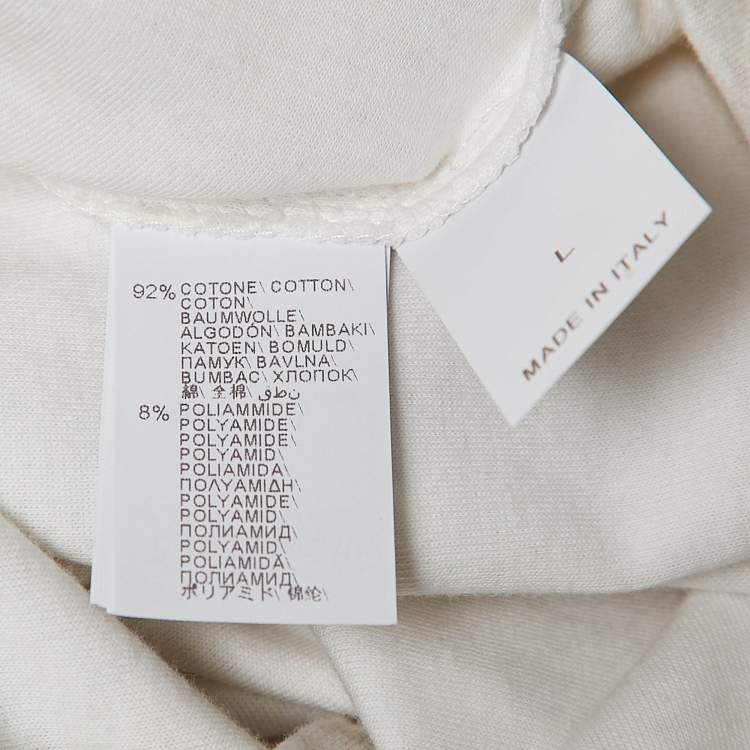 92% COTONE\ COTTON\
COTON\
BAUMWOLLE\
ALGODÓN\ BAMBAKI\
KATOEN\ BOMULD\
ПАМУК\ BAVLNA\
BUMBAC\ ХЛОПОК\
綿\ 全棉\ قطن
8% POLIAMMIDE\
POLYAMIDE\
POLYAMIDE\
POLYAMID\
POLIAMIDA\
ΠΟΛΥΑΜΙΔΗ\
POLYAMIDE\
POLYAMID\
ПОЛИАМИД\
POLYAMID\
POLIAMIDĂ\
ПОЛИАМИД\
ポリアミド\ 锦纶\
L
MADE IN ITALY